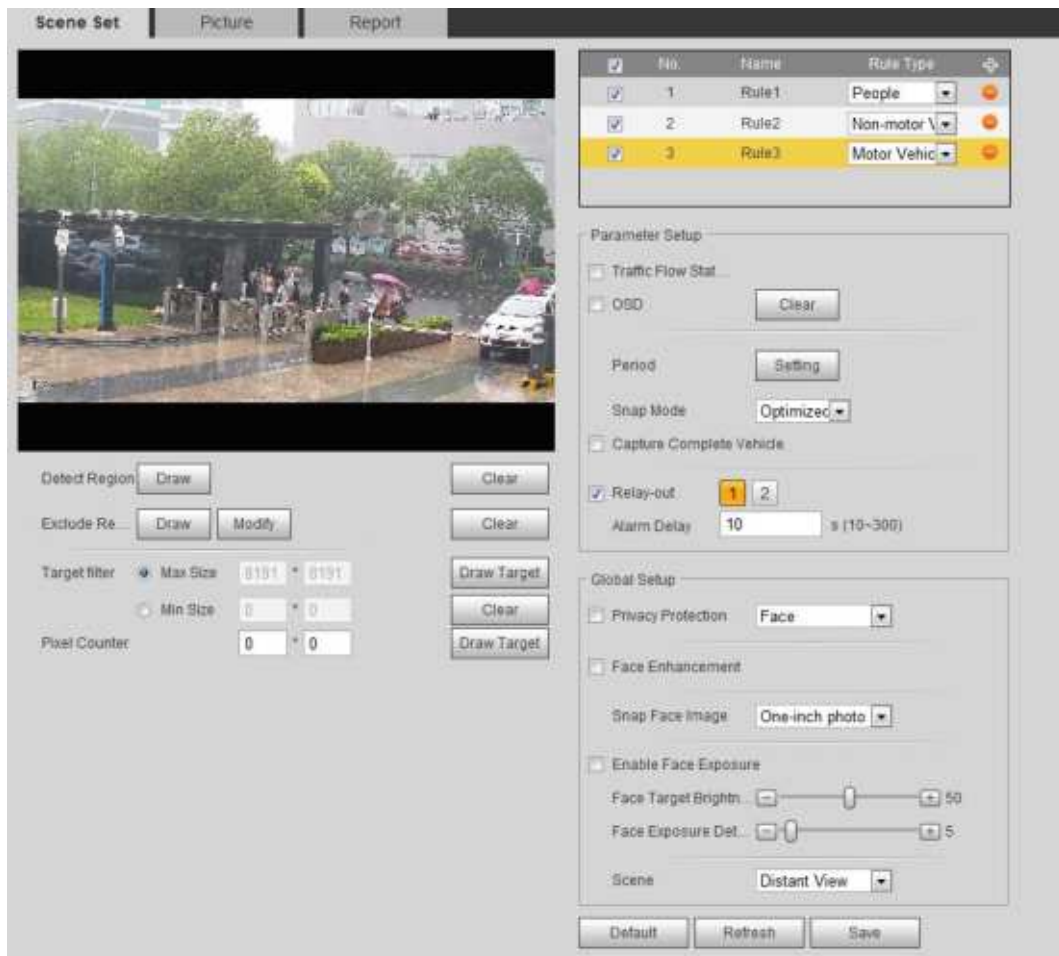 Scene Set Picture Report
No. Name Rule Type
1 Rule1 People
2 Rule2 Non-motor V
3 Rule3 Motor Vehic
Parameter Setup
Traffic Flow Stat...
OSD Clear
Period Setting
Snap Mode Optimized
Capture Complete Vehicle
Relay-out 1 2
Alarm Delay 10 s (10~300)
Detect Region Draw Clear
Exclude Re... Draw Modify Clear
Target filter Max Size 8191 * 8191 Draw Target
Min Size 0 * 0 Clear
Pixel Counter 0 * 0 Draw Target
Global Setup
Privacy Protection Face
Face Enhancement
Snap Face Image One-inch photo
Enable Face Exposure
Face Target Brightn... 50
Face Exposure Det... 5
Scene Distant View
Default Refresh Save